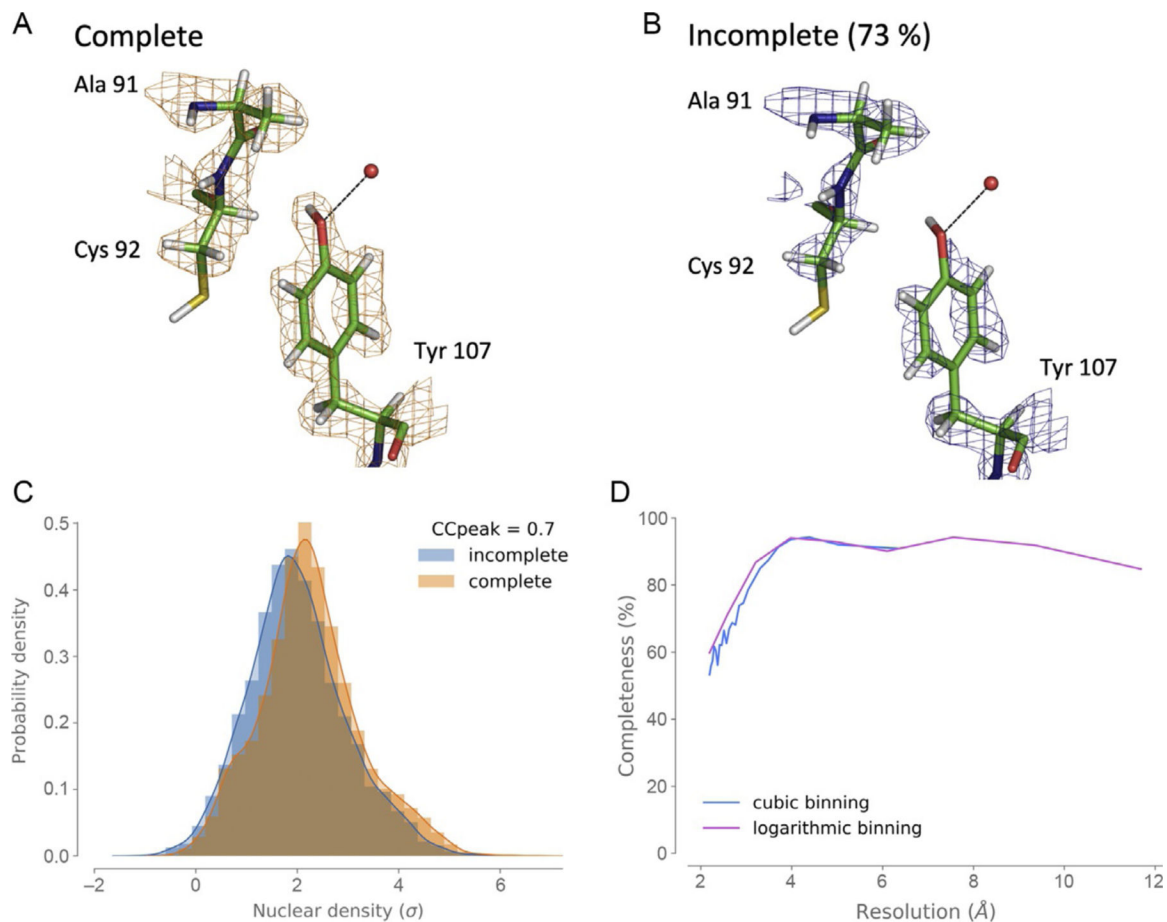 A
Complete
Ala 91
Cys 92
Tyr 107
B
Incomplete (73 %)
Ala 91
Cys 92
Tyr 107
C
0.5
0.4
0.3
0.2
0.1
0.0
Probability density
CCpeak = 0.7
incomplete
complete
−2
0
2
4
6
Nuclear density (σ)
D
100
80
60
40
20
0
Completeness (%)
cubic binning
logarithmic binning
2
4
6
8
10
12
Resolution (Å)